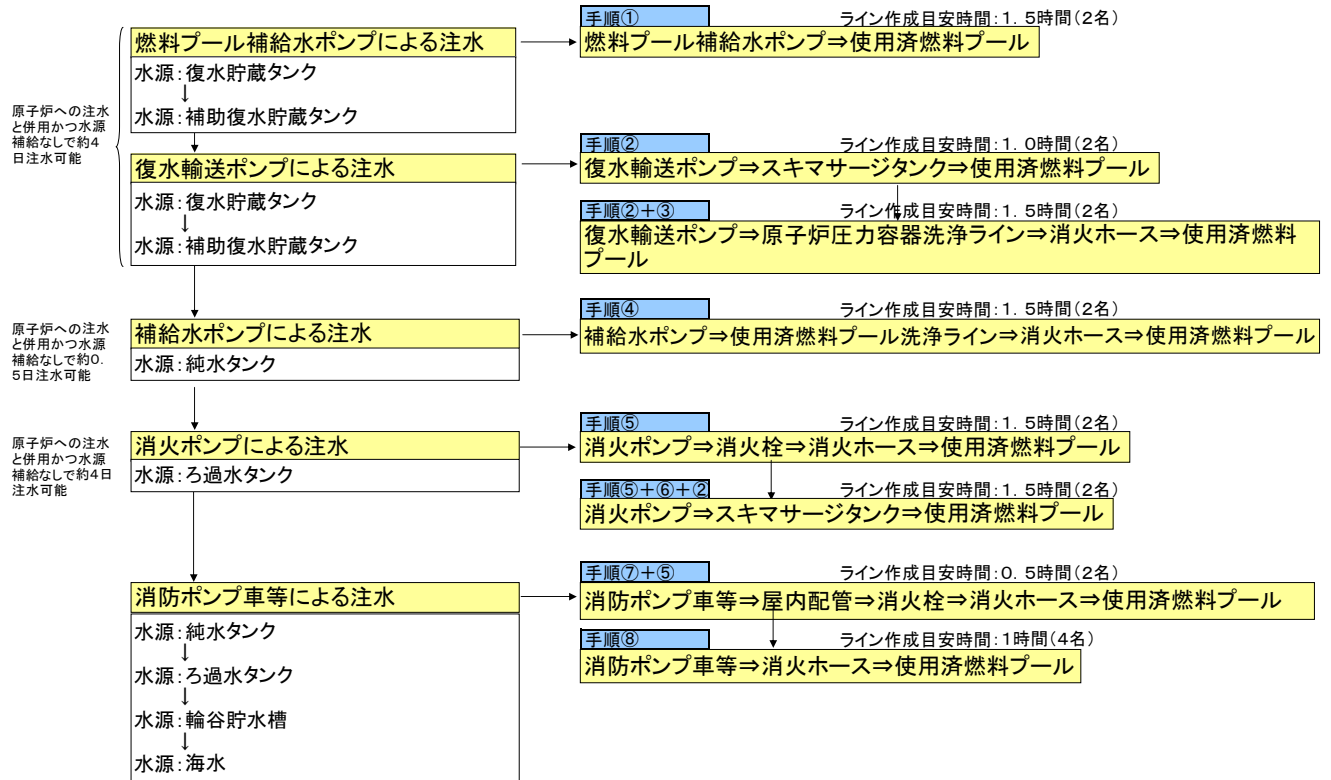 手順① ライン作成目安時間:1.5時間(2名)
燃料プール補給水ポンプによる注水
燃料プール補給水ポンプ⇒使用済燃料プール
水源:復水貯蔵タンク
↓
水源:補助復水貯蔵タンク
原子炉への注水
と併用かつ水源
補給なしで約4
日注水可能
手順② ライン作成目安時間:1.0時間(2名)
復水輸送ポンプによる注水
復水輸送ポンプ⇒スキマサージタンク⇒使用済燃料プール
水源:復水貯蔵タンク
↓
水源:補助復水貯蔵タンク
手順②+③ ライン作成目安時間:1.5時間(2名)
復水輸送ポンプ⇒原子炉圧力容器洗浄ライン⇒消火ホース⇒使用済燃料
プール
原子炉への注水
と併用かつ水源
補給なしで約0.
5日注水可能
手順④ ライン作成目安時間:1.5時間(2名)
補給水ポンプによる注水
補給水ポンプ⇒使用済燃料プール洗浄ライン⇒消火ホース⇒使用済燃料プール
水源:純水タンク
原子炉への注水
と併用かつ水源
補給なしで約4日
注水可能
手順⑤ ライン作成目安時間:1.5時間(2名)
消火ポンプによる注水
消火ポンプ⇒消火栓⇒消火ホース⇒使用済燃料プール
水源:ろ過水タンク
手順⑤+⑥+② ライン作成目安時間:1.5時間(2名)
消火ポンプ⇒スキマサージタンク⇒使用済燃料プール
手順⑦+⑤ ライン作成目安時間:0.5時間(2名)
消防ポンプ車等による注水
消防ポンプ車等⇒屋内配管⇒消火栓⇒消火ホース⇒使用済燃料プール
水源:純水タンク
↓
水源:ろ過水タンク
↓
水源:輪谷貯水槽
↓
水源:海水
手順⑧ ライン作成目安時間:1時間(4名)
消防ポンプ車等⇒消火ホース⇒使用済燃料プール